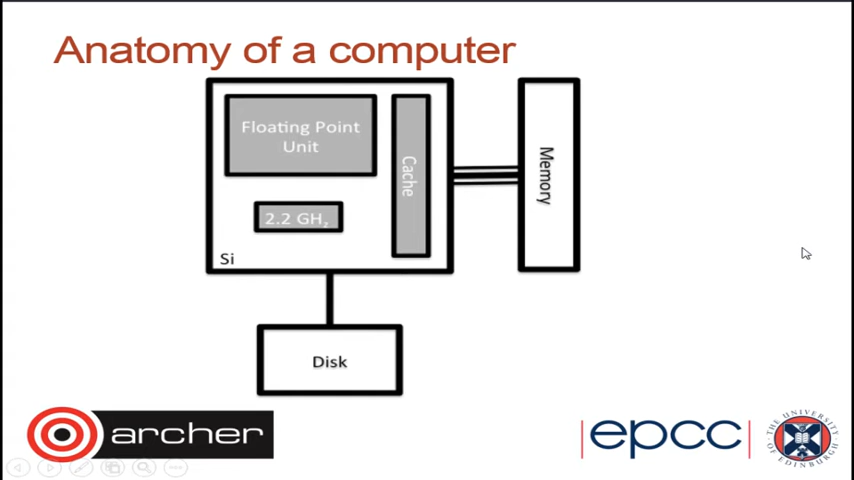 Anatomy of a computer
Floating Point
Unit
Cache
Memory
2.2 GHz
Si
Disk
archer
epcc
THE UNIVERSITY OF EDINBURGH